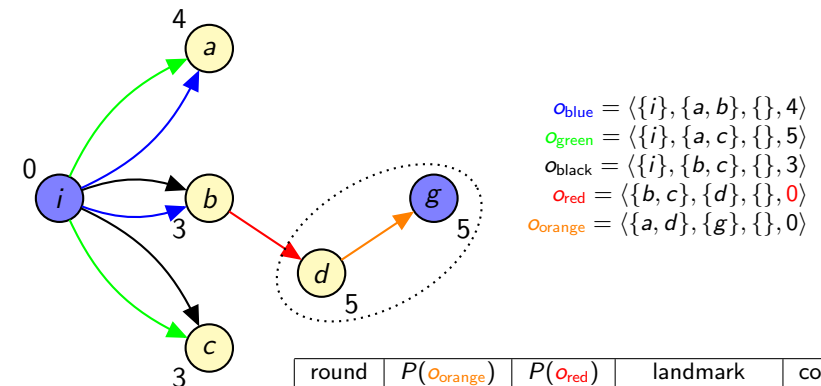 4
a
0
i
b
3
g
5
d
5
c
3
o_blue = ⟨{i}, {a, b}, {}, 4⟩
o_green = ⟨{i}, {a, c}, {}, 5⟩
o_black = ⟨{i}, {b, c}, {}, 3⟩
o_red = ⟨{b, c}, {d}, {}, 0⟩
o_orange = ⟨{a, d}, {g}, {}, 0⟩
round P(o_orange) P(o_red) landmark